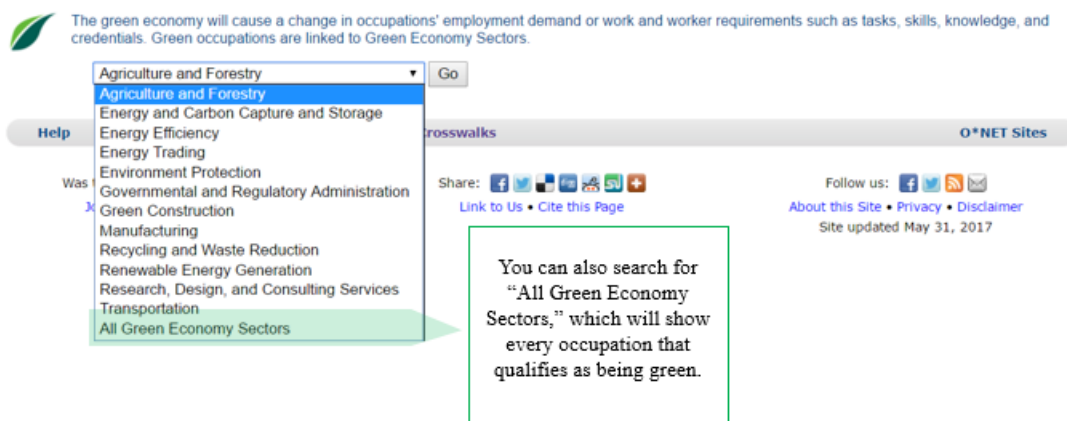 The green economy will cause a change in occupations' employment demand or work and worker requirements such as tasks, skills, knowledge, and
credentials. Green occupations are linked to Green Economy Sectors.
Agriculture and Forestry Go
Agriculture and Forestry
Energy and Carbon Capture and Storage
Energy Efficiency
Energy Trading
Environment Protection
Governmental and Regulatory Administration
Green Construction
Manufacturing
Recycling and Waste Reduction
Renewable Energy Generation
Research, Design, and Consulting Services
Transportation
All Green Economy Sectors
Help Crosswalks O*NET Sites
Was
Share:
Link to Us • Cite this Page
Follow us:
About this Site • Privacy • Disclaimer
Site updated May 31, 2017
You can also search for
“All Green Economy
Sectors,” which will show
every occupation that
qualifies as being green.